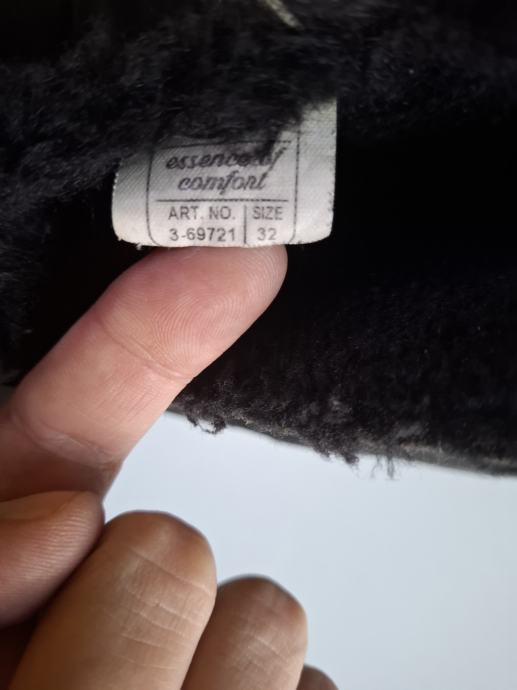 essence of
comfort
ART. NO. SIZE
3-69721 32